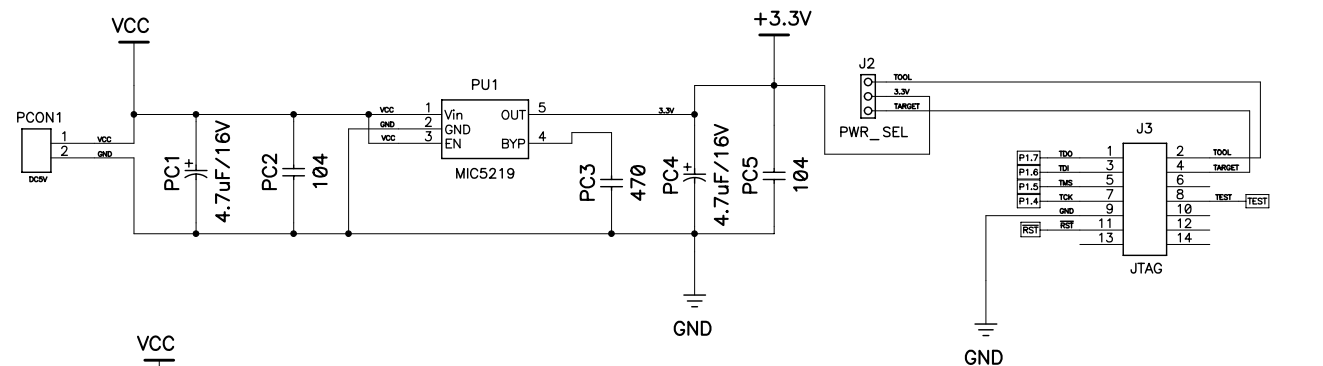 VCC
+3.3V
PCON1
1 VCC
2 GND
DC5V
PC1
+
4.7uF/16V
PC2
104
PU1
VCC 1 Vin OUT 5 3.3V
GND 2 GND
VCC 3 EN BYP 4
MIC5219
PC3
470
PC4
+
4.7uF/16V
PC5
104
GND
J2
TOOL
3.3V
TARGET
PWR_SEL
J3
P1.7 TDO 1 2 TOOL
P1.6 TDI 3 4 TARGET
P1.5 TMS 5 6
P1.4 TCK 7 8 TEST TEST
GND 9 10
RST RST 11 12
13 14
JTAG
GND
VCC